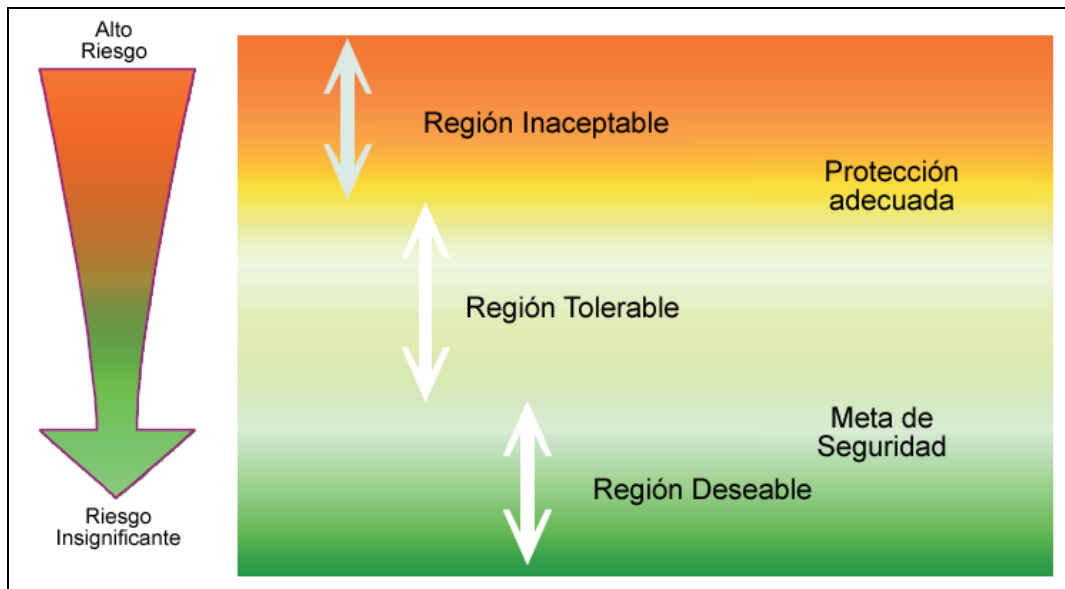 Alto
Riesgo
Región Inaceptable
Protección
adecuada
Región Tolerable
Meta de
Seguridad
Región Deseable
Riesgo
Insignificante